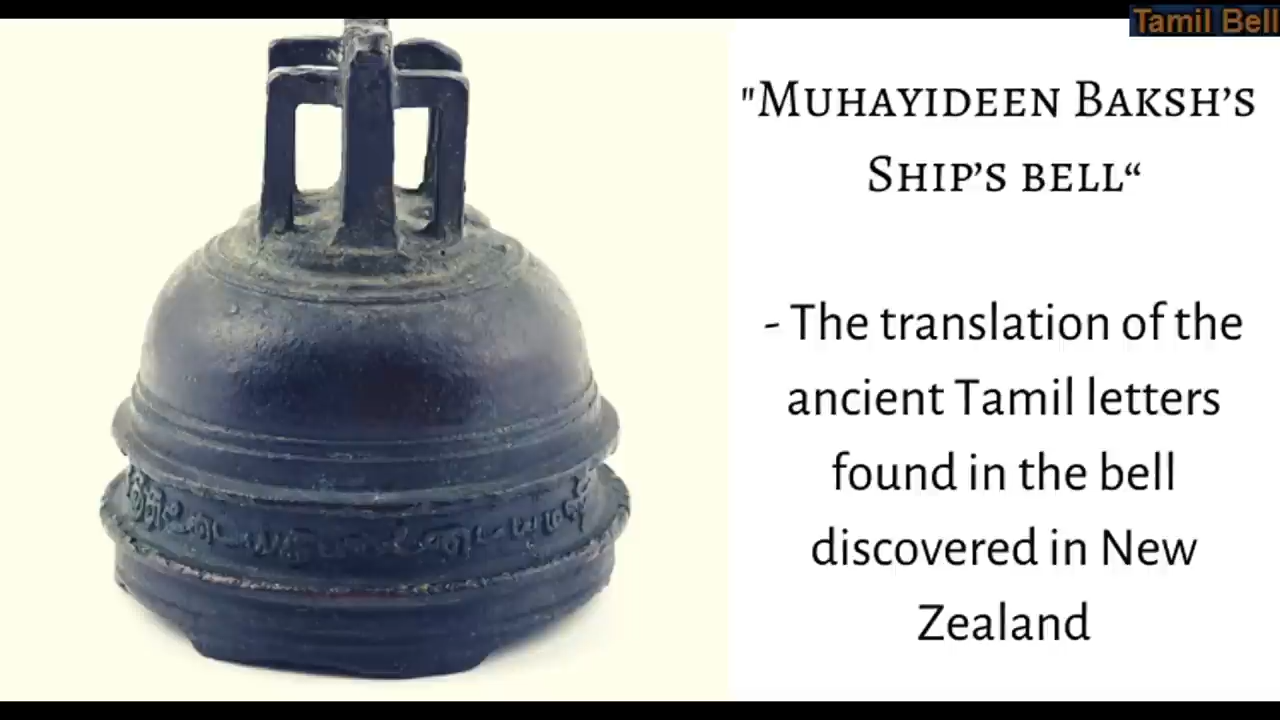 Tamil Bell
"MUHAYIDEEN BAKSH’S
SHIP’S BELL“
- The translation of the
ancient Tamil letters
found in the bell
discovered in New
Zealand